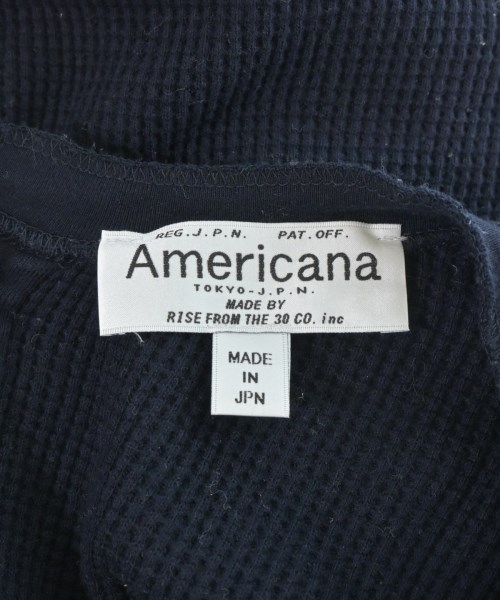 REG.J.P.N. PAT.OFF.
Americana
TOKYO-J.P.N.
MADE BY
RISE FROM THE 30 CO. inc
MADE
IN
JPN